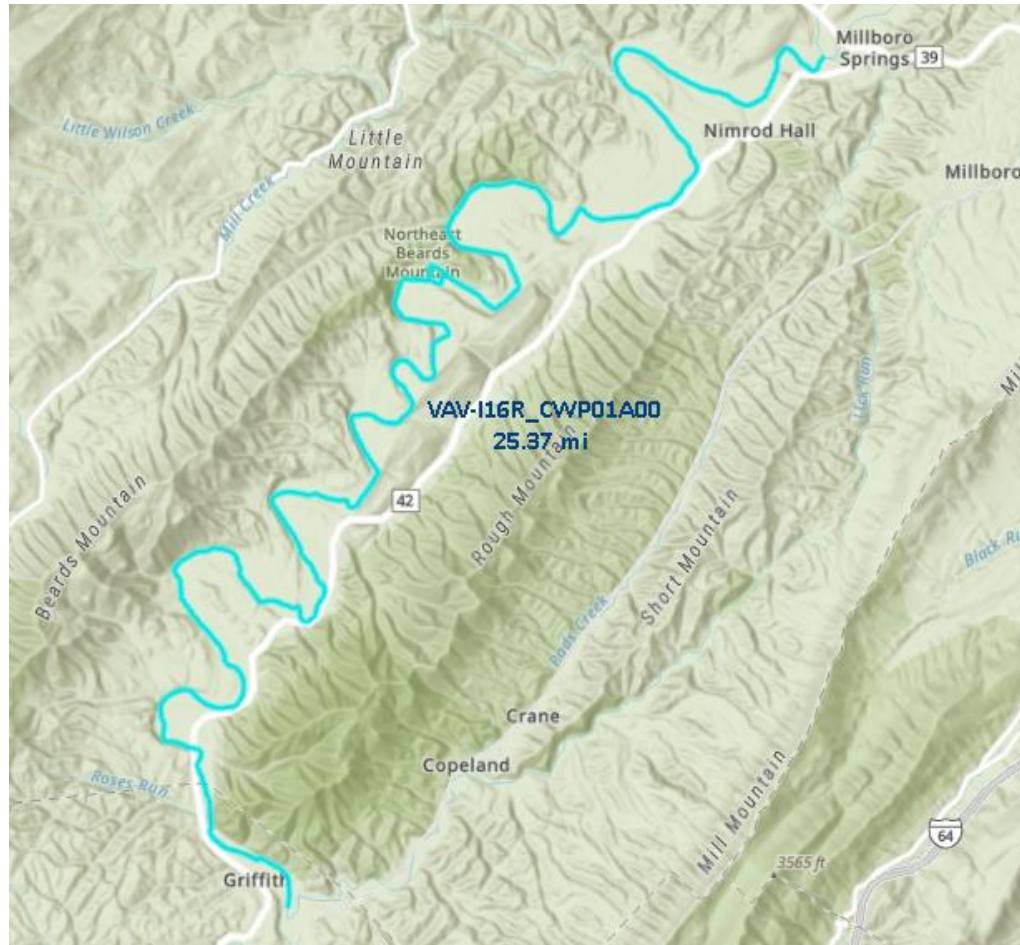 Millboro
Springs
39
Little Wilson Creek
Little
Mountain
Nimrod Hall
Millboro
Mill Creek
Northeast
Beards
Mountain
Lick Run
VAV-I16R_CWP01A00
25.37 mi
42
Rough Mountain
Beards Mountain
Short Mountain
Pads Creek
Crane
Copeland
Roses Run
Mill Mountain
64
3565 ft
Griffith